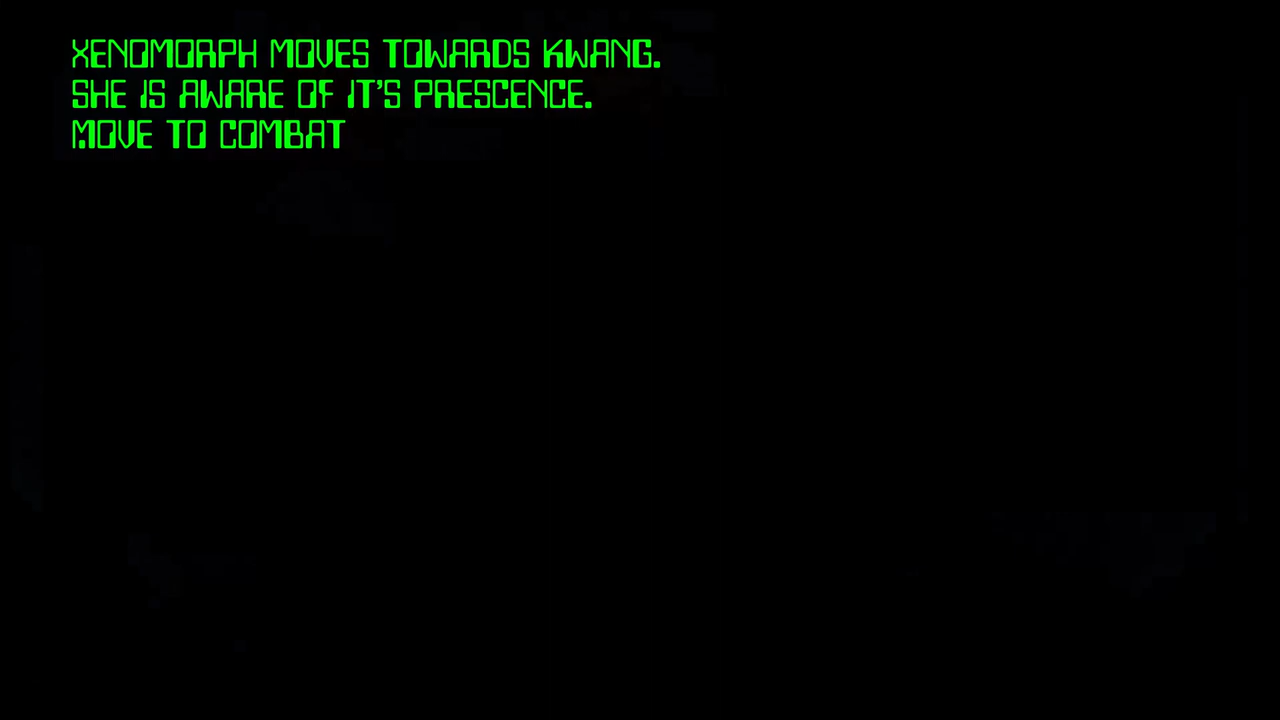 XENOMORPH MOVES TOWARDS KWANG.
SHE IS AWARE OF IT'S PRESCENCE.
MOVE TO COMBAT